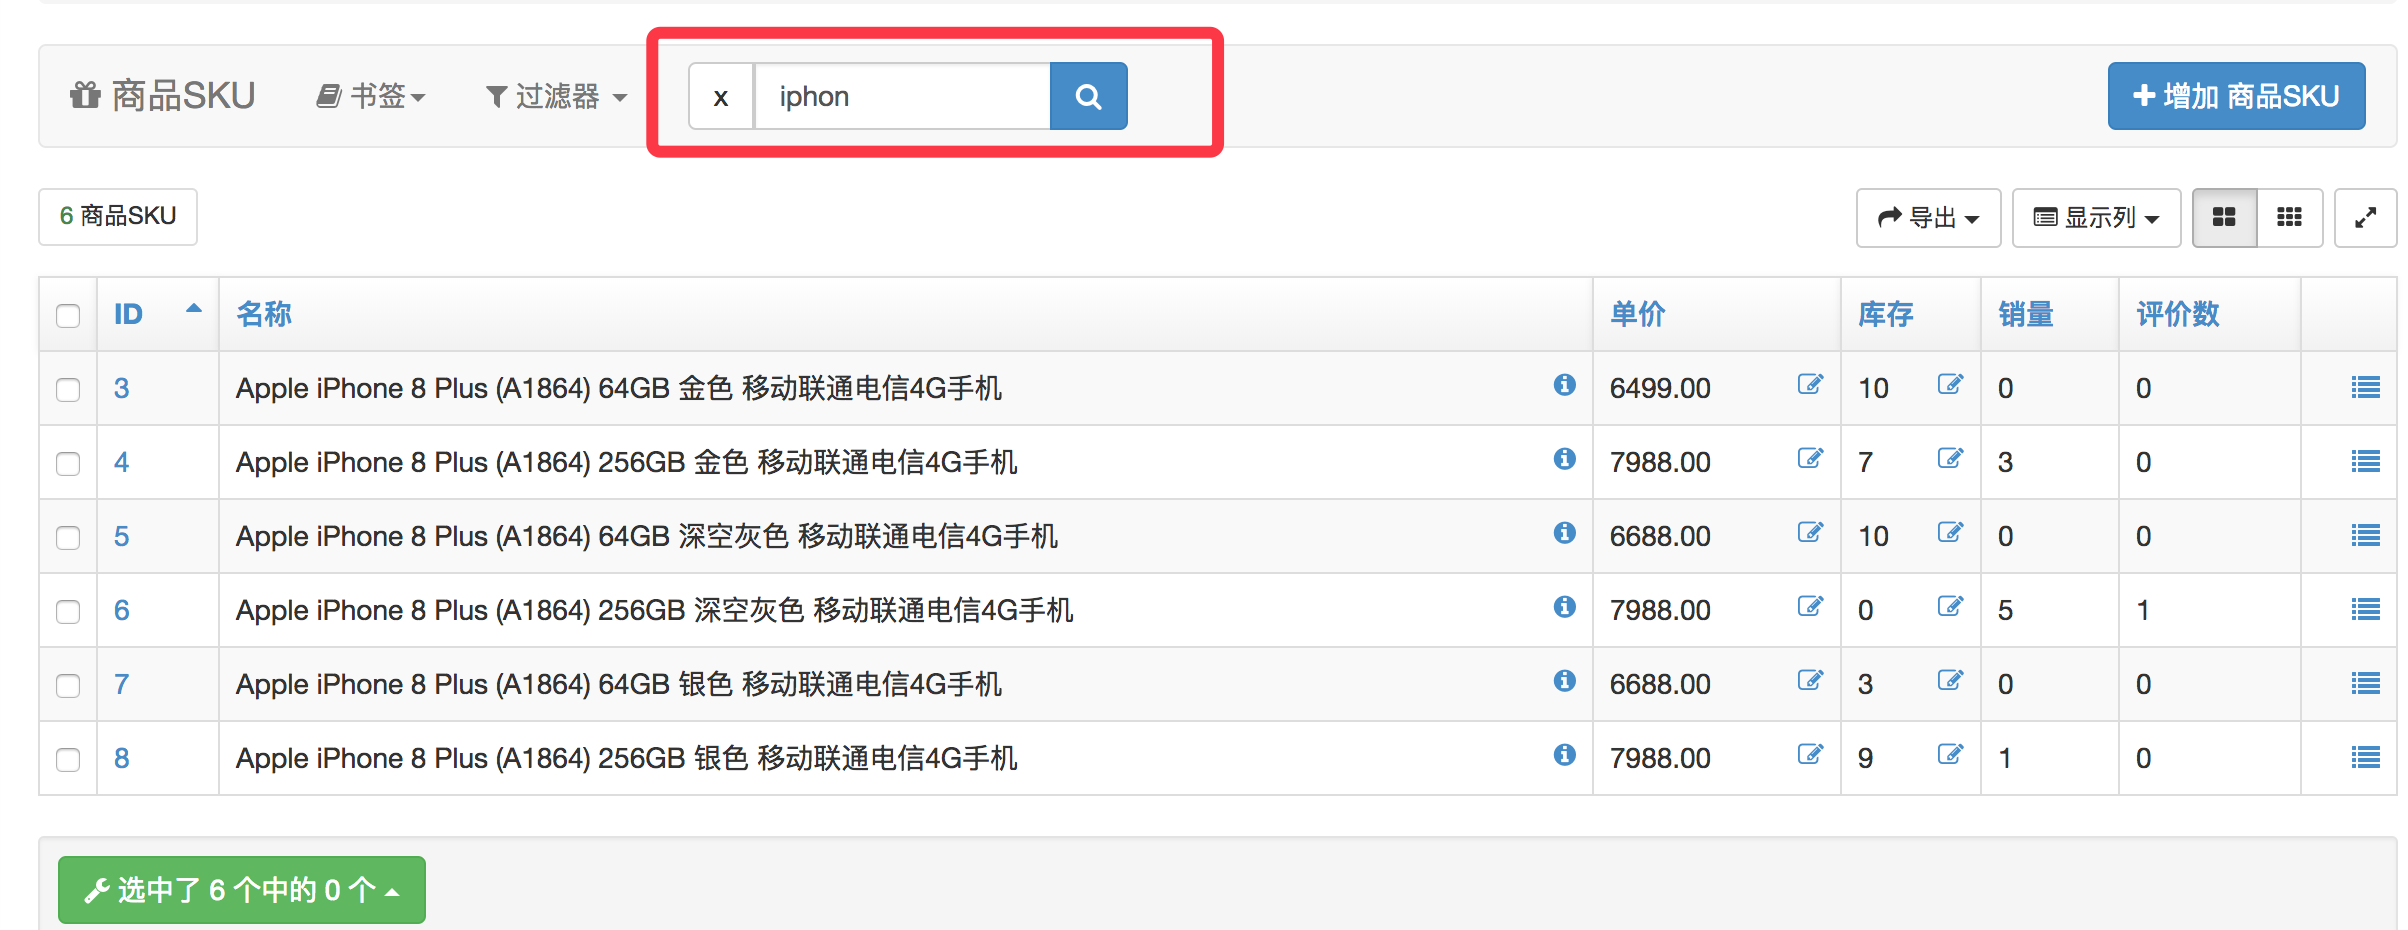 商品SKU 书签 过滤器 x iphon 增加 商品SKU
6 商品SKU 导出 显示列
ID 名称 单价 库存 销量 评价数
3 Apple iPhone 8 Plus (A1864) 64GB 金色 移动联通电信4G手机 6499.00 10 0 0
4 Apple iPhone 8 Plus (A1864) 256GB 金色 移动联通电信4G手机 7988.00 7 3 0
5 Apple iPhone 8 Plus (A1864) 64GB 深空灰色 移动联通电信4G手机 6688.00 10 0 0
6 Apple iPhone 8 Plus (A1864) 256GB 深空灰色 移动联通电信4G手机 7988.00 0 5 1
7 Apple iPhone 8 Plus (A1864) 64GB 银色 移动联通电信4G手机 6688.00 3 0 0
8 Apple iPhone 8 Plus (A1864) 256GB 银色 移动联通电信4G手机 7988.00 9 1 0
选中了 6 个中的 0 个